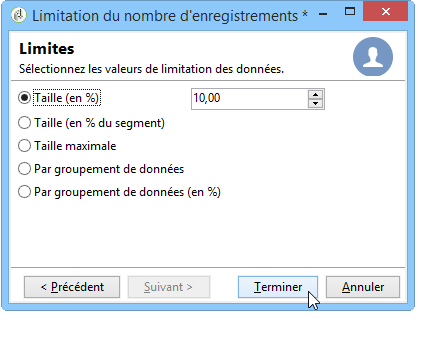 Limitation du nombre d'enregistrements *
Limites
Sélectionnez les valeurs de limitation des données.
Taille (en %)
10,00
Taille (en % du segment)
Taille maximale
Par groupement de données
Par groupement de données (en %)
< Précédent
Suivant >
Terminer
Annuler